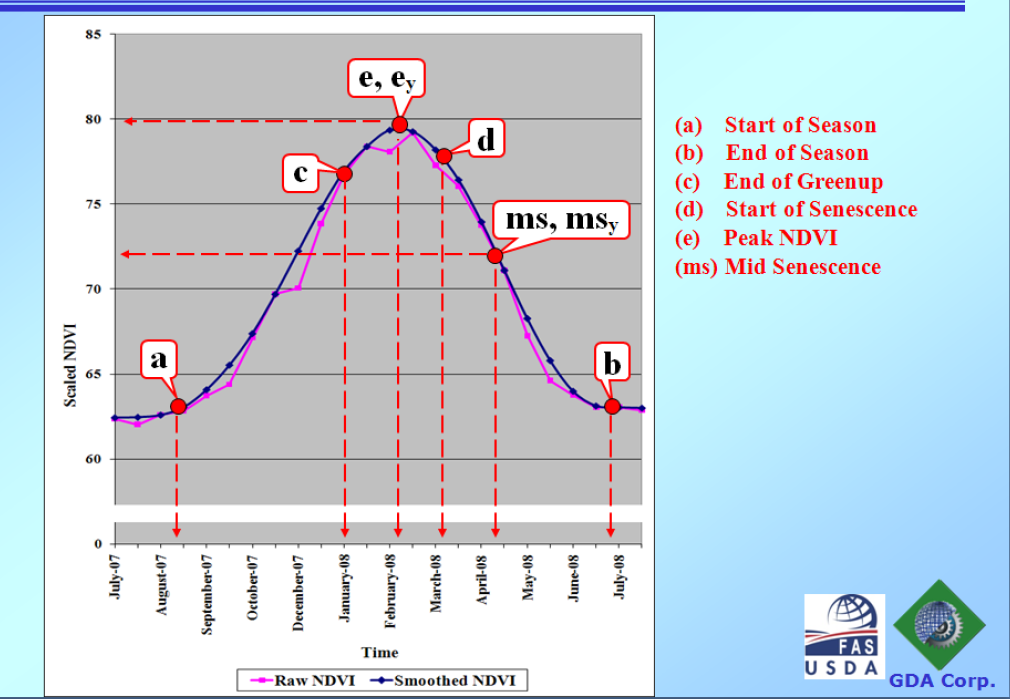 85
80
75
70
65
60
0
Scaled NDVI
e, ey
d
c
ms, msy
a
b
July-07
August-07
September-07
October-07
December-07
January-08
February-08
March-08
April-08
May-08
June-08
July-08
Time
Raw NDVI Smoothed NDVI
(a) Start of Season
(b) End of Season
(c) End of Greenup
(d) Start of Senescence
(e) Peak NDVI
(ms) Mid Senescence
FAS
USDA
GDA Corp.